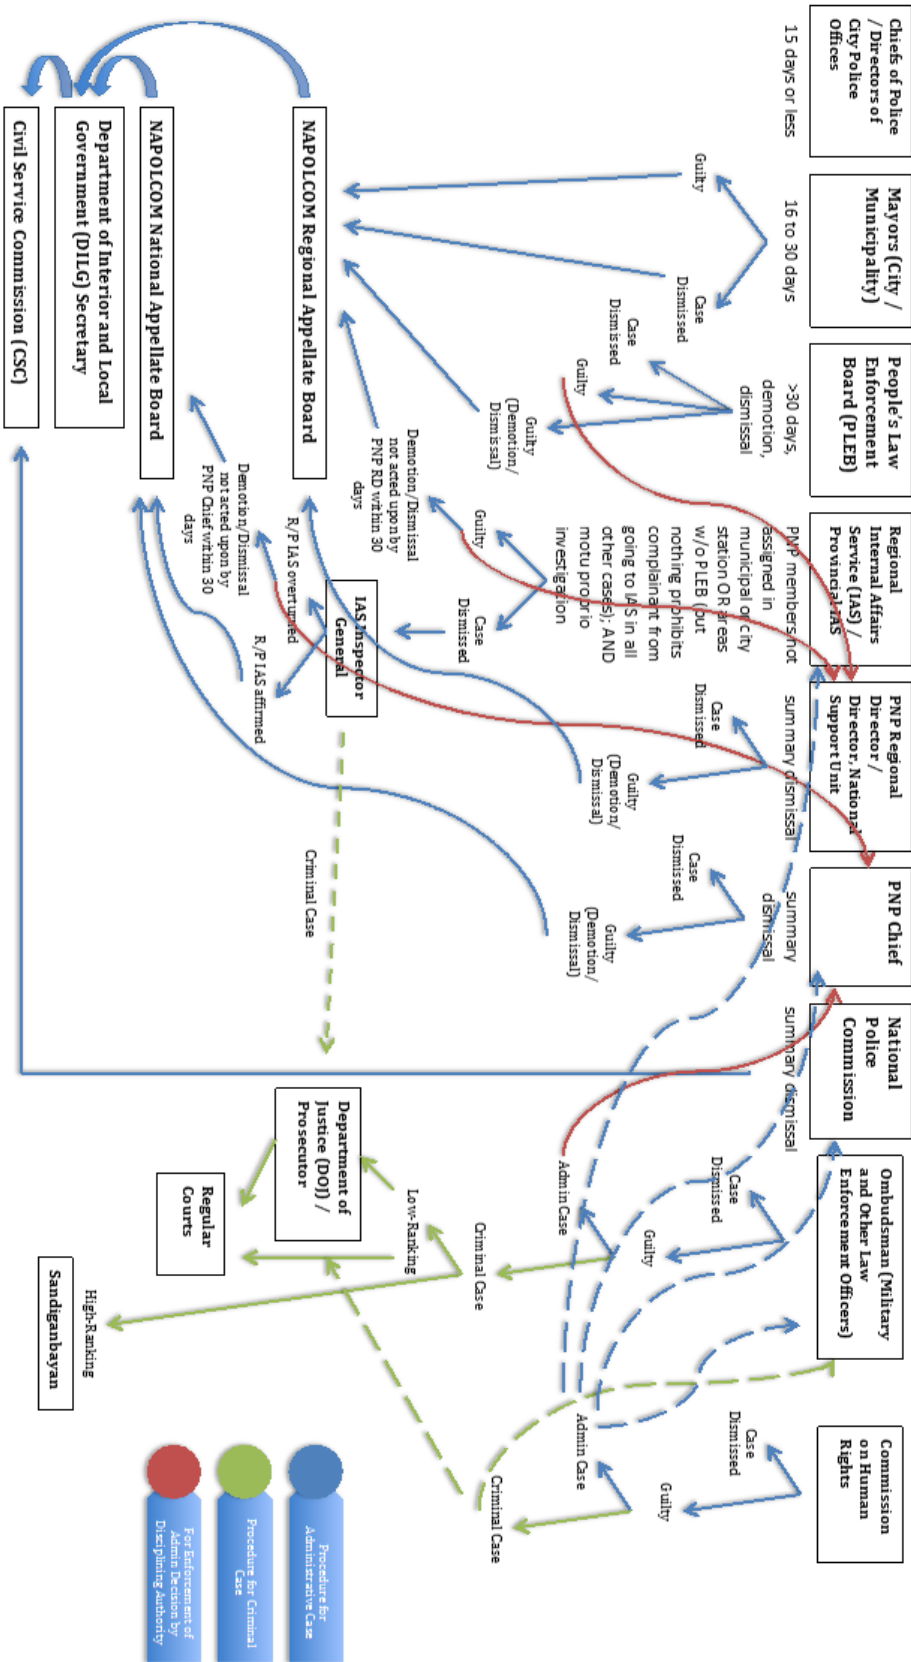 Chiefs of Police
/ Directors of
City Police
Offices
15 days or less
Mayors (City /
Municipality)
16 to 30 days
Guilty
Case
Dismissed
People's Law
Enforcement
Board (PLEB)
>30 days,
demotion,
dismissal
Case
Dismissed
Guilty
Guilty
(Demotion/
Dismissal)
Regional
Internal Affairs
Service (IAS) /
Provincial IAS
PNP members not
assigned in
municipal or city
station OR areas
w/o PLEB (but
nothing prohibits
complainant from
going to IAS in all
other cases); AND
motu proprio
investigation
Guilty
Case
Dismissed
Demotion/Dismissal
not acted upon by
PNP RD within 30
days
PNP Regional
Director /
Director, National
Support Unit
summary dismissal
Case
Dismissed
Guilty
(Demotion/
Dismissal)
PNP Chief
summary
dismissal
Case
Dismissed
Guilty
(Demotion/
Dismissal)
National
Police
Commission
summary dismissal
Ombudsman (Military
and Other Law
Enforcement Officers)
Case
Dismissed
Guilty
Admin Case
Criminal Case
Low-Ranking
High-Ranking
Commission
on Human
Rights
Case
Dismissed
Guilty
Admin Case
Criminal Case
IAS Inspector
General
R/P IAS overturned
R/P IAS affirmed
Demotion/Dismissal
not acted upon by
PNP Chief within 30
days
Criminal Case
NAPOLCOM Regional Appellate Board
NAPOLCOM National Appellate Board
Department of Interior and Local
Government (DILG) Secretary
Civil Service Commission (CSC)
Department of
Justice (DOJ) /
Prosecutor
Regular
Courts
Sandiganbayan
Procedure for
Administrative Case
Procedure for Criminal
Case
For Enforcement of
Admin Decision by
Disciplining Authority